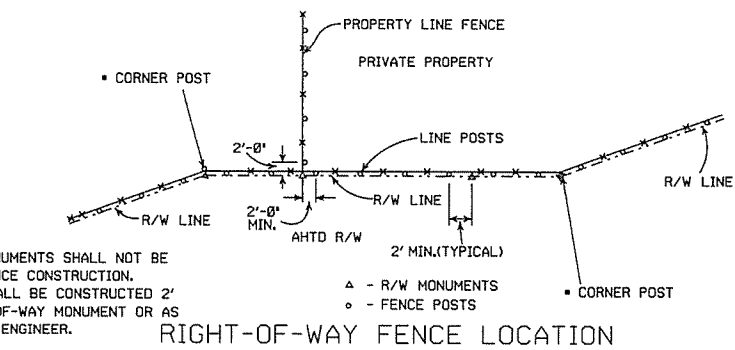 PROPERTY LINE FENCE
PRIVATE PROPERTY
▪ CORNER POST
LINE POSTS
2'-0"
R/W LINE
R/W LINE
R/W LINE
2'-0"
MIN.
AHTD R/W
2' MIN.(TYPICAL)
UMENTS SHALL NOT BE
CE CONSTRUCTION.
ALL BE CONSTRUCTED 2'
OF-WAY MONUMENT OR AS
ENGINEER.
△ - R/W MONUMENTS
○ - FENCE POSTS
▪ CORNER POST
RIGHT-OF-WAY FENCE LOCATION